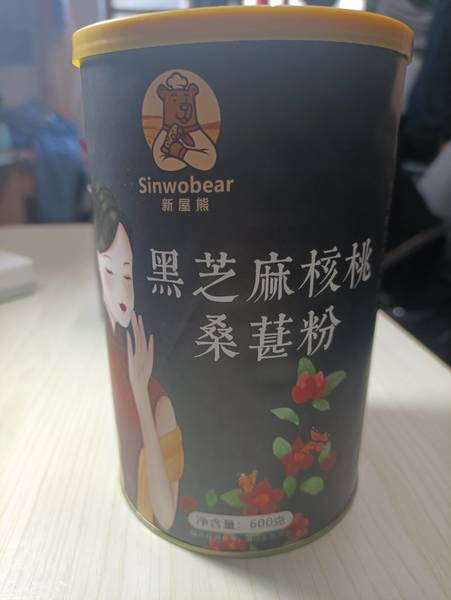 Sinwobear
新屋熊
黑芝麻核桃
桑葚粉
净含量：600克